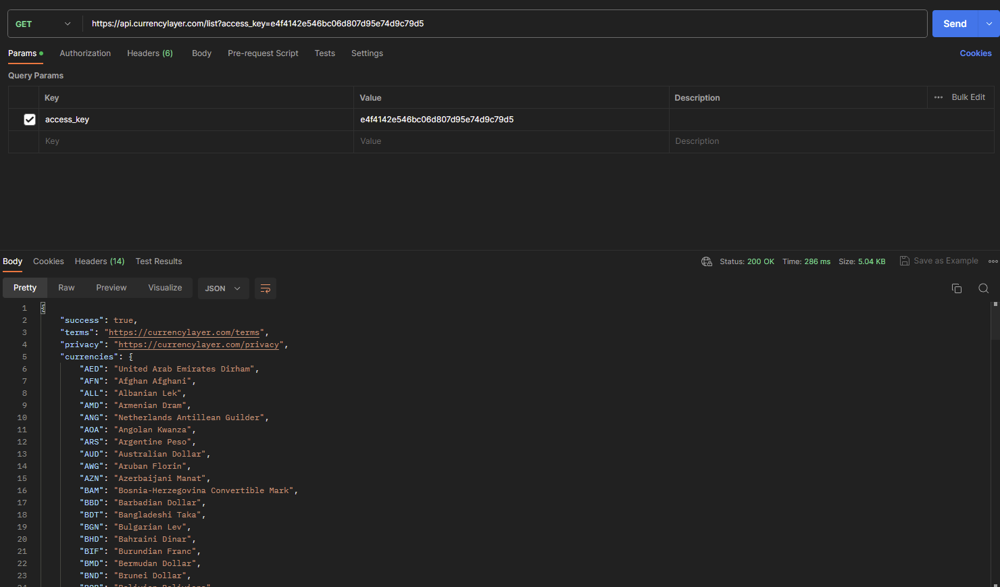 GET https://api.currencylayer.com/list?access_key=e4f4142e546bc06d807d95e74d9c79d5 Send
Params Authorization Headers (6) Body Pre-request Script Tests Settings Cookies
Query Params
Key Value Description Bulk Edit
access_key e4f4142e546bc06d807d95e74d9c79d5
Key Value Description
Body Cookies Headers (14) Test Results Status: 200 OK Time: 286 ms Size: 5.04 KB Save as Example
Pretty Raw Preview Visualize JSON
1 {
2 "success": true,
3 "terms": "https://currencylayer.com/terms",
4 "privacy": "https://currencylayer.com/privacy",
5 "currencies": {
6 "AED": "United Arab Emirates Dirham",
7 "AFN": "Afghan Afghani",
8 "ALL": "Albanian Lek",
9 "AMD": "Armenian Dram",
10 "ANG": "Netherlands Antillean Guilder",
11 "AOA": "Angolan Kwanza",
12 "ARS": "Argentine Peso",
13 "AUD": "Australian Dollar",
14 "AWG": "Aruban Florin",
15 "AZN": "Azerbaijani Manat",
16 "BAM": "Bosnia-Herzegovina Convertible Mark",
17 "BBD": "Barbadian Dollar",
18 "BDT": "Bangladeshi Taka",
19 "BGN": "Bulgarian Lev",
20 "BHD": "Bahraini Dinar",
21 "BIF": "Burundian Franc",
22 "BMD": "Bermudan Dollar",
23 "BND": "Brunei Dollar",